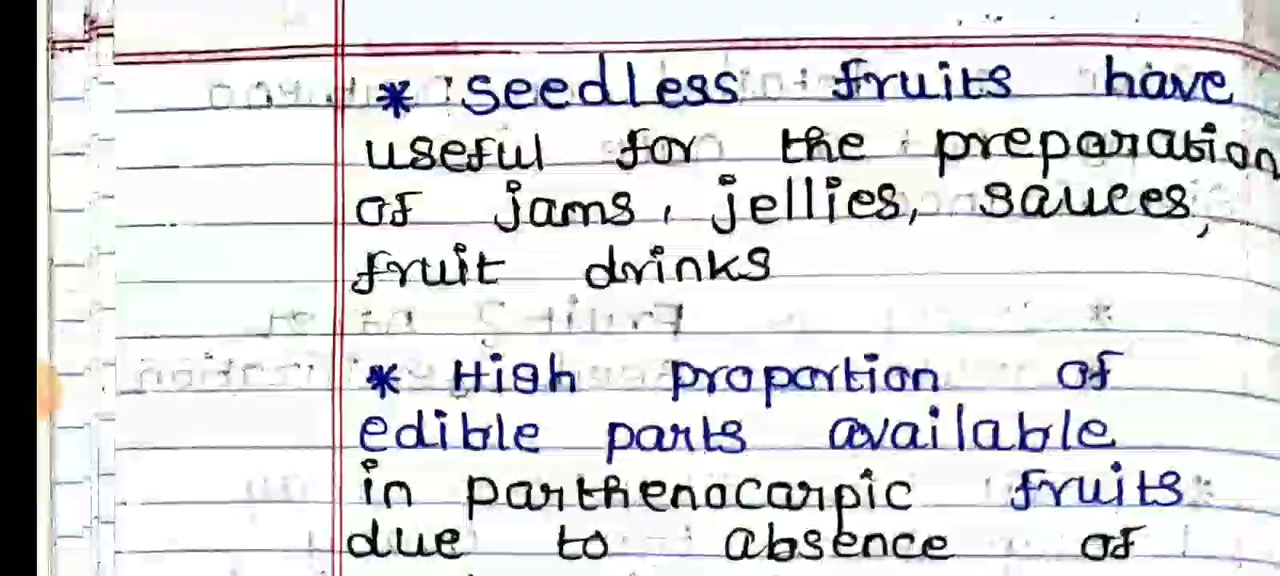 * Seedless fruits have
useful for the preparation
of jams, jellies, sauces,
fruit drinks
* High proportion of
edible parts available
in parthenocarpic fruits
due to absence of